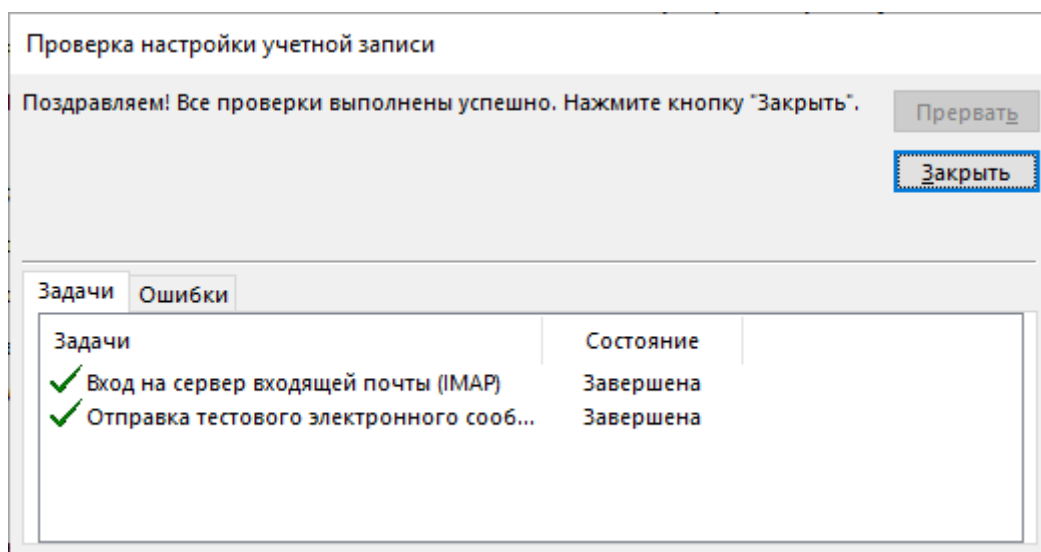 Проверка настройки учетной записи
Поздравляем! Все проверки выполнены успешно. Нажмите кнопку "Закрыть".
Прервать
Закрыть
Задачи Ошибки
Задачи Состояние
Вход на сервер входящей почты (IMAP) Завершена
Отправка тестового электронного сооб... Завершена